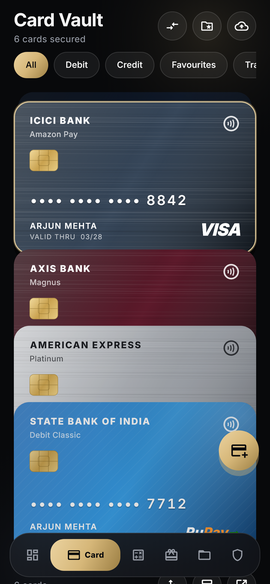 Card Vault
6 cards secured
All
Debit
Credit
Favourites
ICICI BANK
Amazon Pay
•••• •••• •••• 8842
ARJUN MEHTA
VALID THRU 03/28
VISA
AXIS BANK
Magnus
AMERICAN EXPRESS
Platinum
STATE BANK OF INDIA
Debit Classic
•••• •••• •••• 7712
ARJUN MEHTA
RuPay
Card